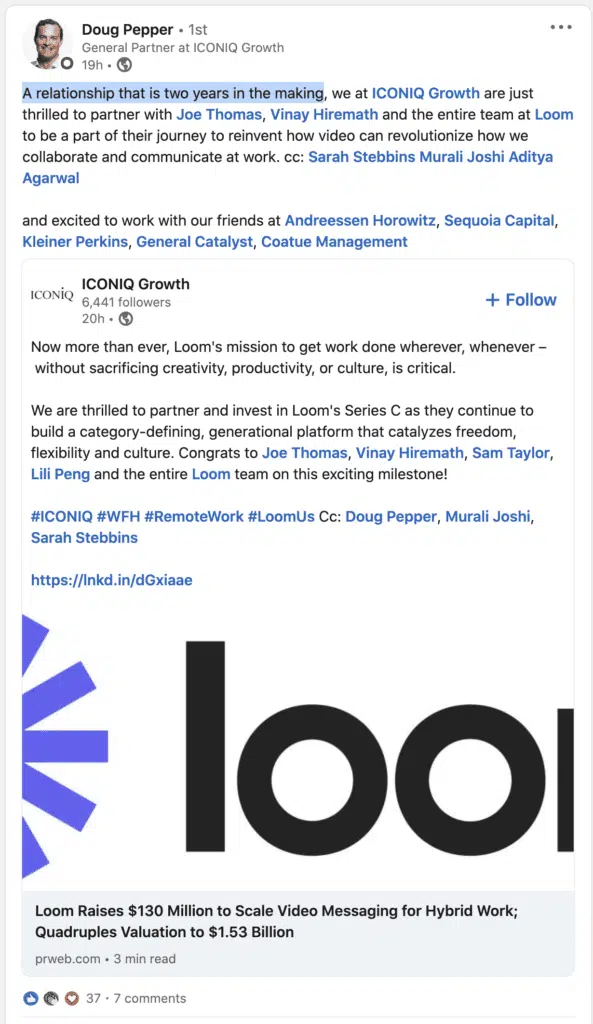 Doug Pepper • 1st
General Partner at ICONIQ Growth
19h •
A relationship that is two years in the making, we at ICONIQ Growth are just
thrilled to partner with Joe Thomas, Vinay Hiremath and the entire team at Loom
to be a part of their journey to reinvent how video can revolutionize how we
collaborate and communicate at work. cc: Sarah Stebbins Murali Joshi Aditya
Agarwal
and excited to work with our friends at Andreessen Horowitz, Sequoia Capital,
Kleiner Perkins, General Catalyst, Coatue Management
ICONIQ
ICONIQ Growth
6,441 followers
20h •
+ Follow
Now more than ever, Loom's mission to get work done wherever, whenever –
without sacrificing creativity, productivity, or culture, is critical.
We are thrilled to partner and invest in Loom's Series C as they continue to
build a category-defining, generational platform that catalyzes freedom,
flexibility and culture. Congrats to Joe Thomas, Vinay Hiremath, Sam Taylor,
Lili Peng and the entire Loom team on this exciting milestone!
#ICONIQ #WFH #RemoteWork #LoomUs Cc: Doug Pepper, Murali Joshi,
Sarah Stebbins
https://lnkd.in/dGxiaae
loo
Loom Raises $130 Million to Scale Video Messaging for Hybrid Work;
Quadruples Valuation to $1.53 Billion
prweb.com • 3 min read
37 · 7 comments